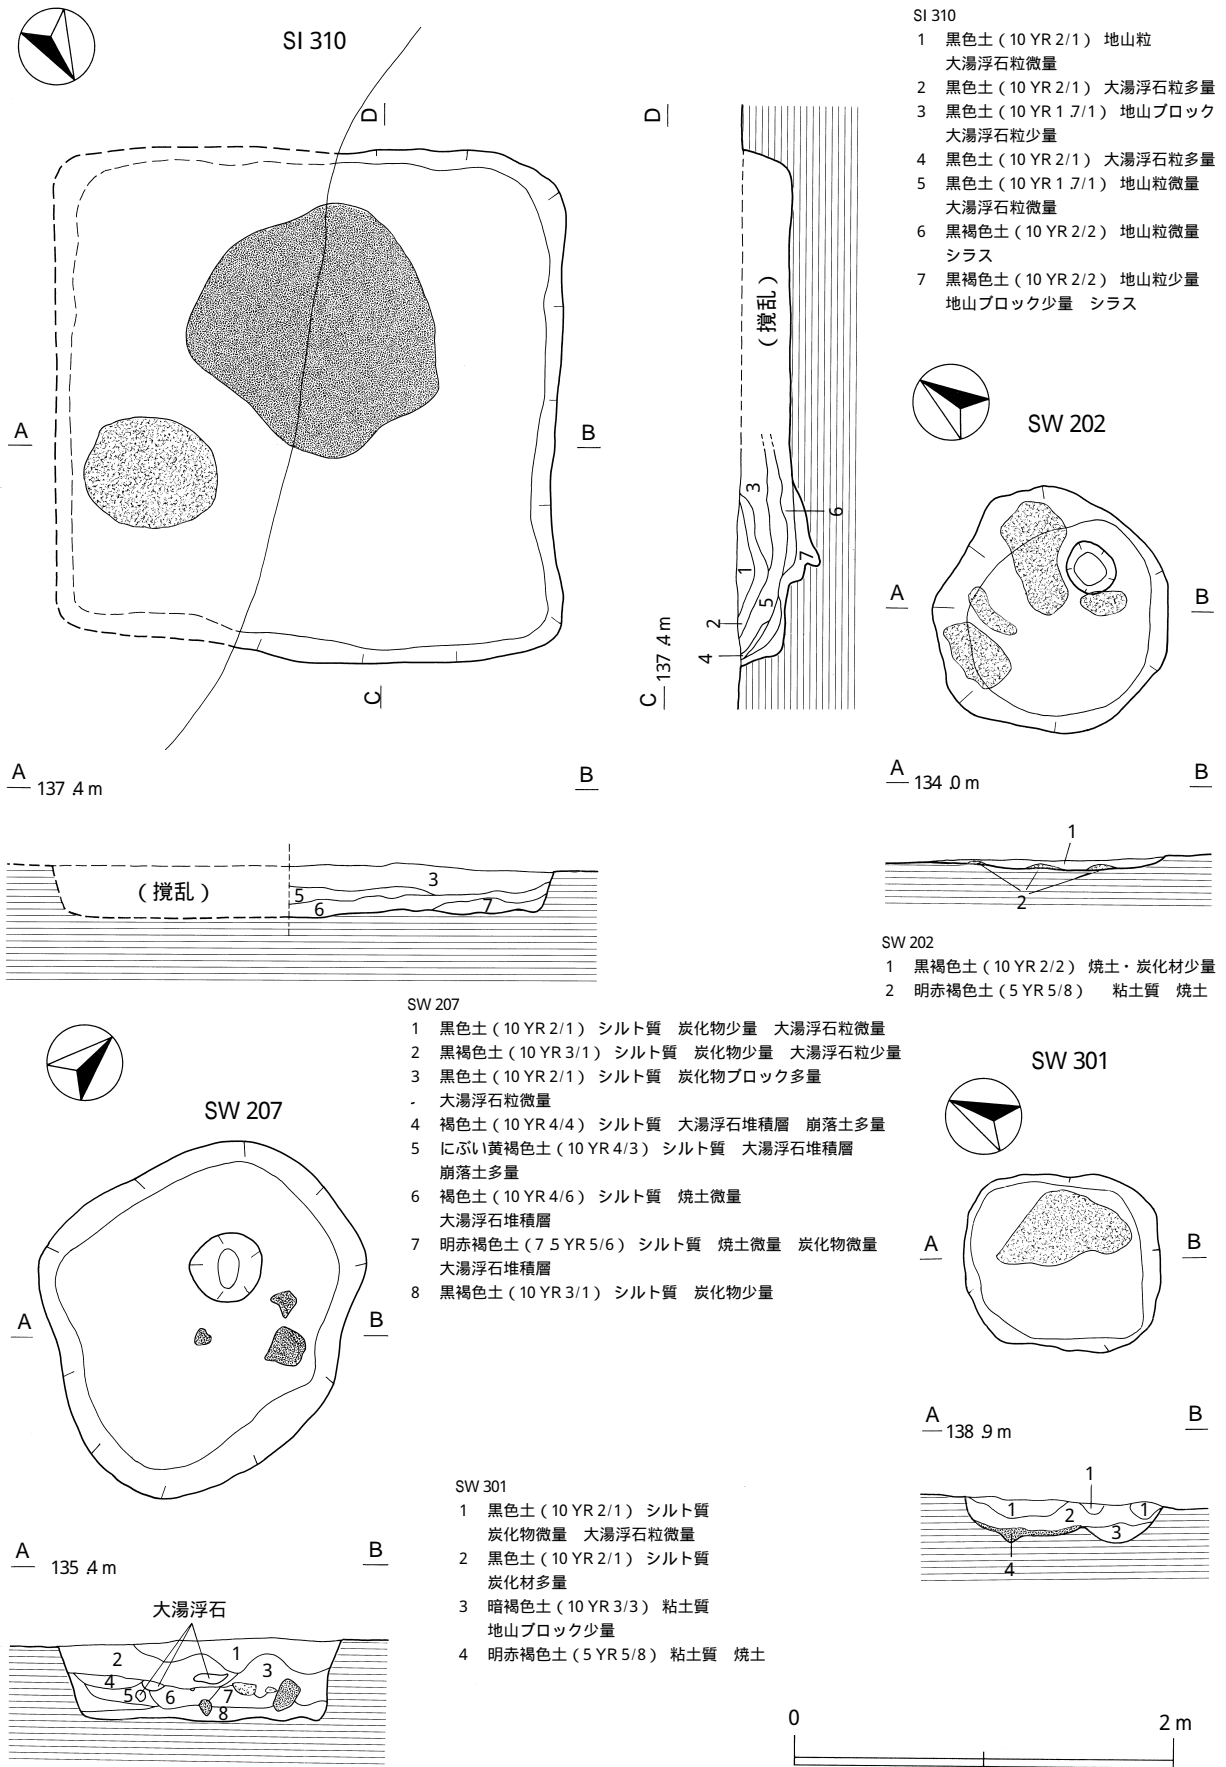 SI 310
D
A
B
C
D
(撹乱)
3
1
5
7
6
2
4
C 137.4 m
SI 310
1 黒色土(10 YR 2/1) 地山粒
大湯浮石粒微量
2 黒色土(10 YR 2/1) 大湯浮石粒多量
3 黒色土(10 YR 1.7/1) 地山ブロック
大湯浮石粒少量
4 黒色土(10 YR 2/1) 大湯浮石粒多量
5 黒色土(10 YR 1.7/1) 地山粒微量
大湯浮石粒微量
6 黒褐色土(10 YR 2/2) 地山粒微量
シラス
7 黒褐色土(10 YR 2/2) 地山粒少量
地山ブロック少量 シラス
SW 202
A
B
A 134.0 m
B
1
2
SW 202
1 黒褐色土(10 YR 2/2) 焼土・炭化材少量
2 明赤褐色土(5 YR 5/8) 粘土質 焼土
A 137.4 m
B
(撹乱)
3
5
6
7
SW 207
1 黒色土(10 YR 2/1) シルト質 炭化物少量 大湯浮石粒微量
2 黒褐色土(10 YR 3/1) シルト質 炭化物少量 大湯浮石粒少量
3 黒色土(10 YR 2/1) シルト質 炭化物ブロック多量
大湯浮石粒微量
4 褐色土(10 YR 4/4) シルト質 大湯浮石堆積層 崩落土多量
5 にぶい黄褐色土(10 YR 4/3) シルト質 大湯浮石堆積層
崩落土多量
6 褐色土(10 YR 4/6) シルト質 焼土微量
大湯浮石堆積層
7 明赤褐色土(7.5 YR 5/6) シルト質 焼土微量 炭化物微量
大湯浮石堆積層
8 黒褐色土(10 YR 3/1) シルト質 炭化物少量
SW 207
A
B
A 135.4 m
B
大湯浮石
2
1
3
4
5
6
7
8
SW 301
A
B
A 138.9 m
B
1
1
2
1
3
4
SW 301
1 黒色土(10 YR 2/1) シルト質
炭化物微量 大湯浮石粒微量
2 黒色土(10 YR 2/1) シルト質
炭化材多量
3 暗褐色土(10 YR 3/3) 粘土質
地山ブロック少量
4 明赤褐色土(5 YR 5/8) 粘土質 焼土
0
2 m